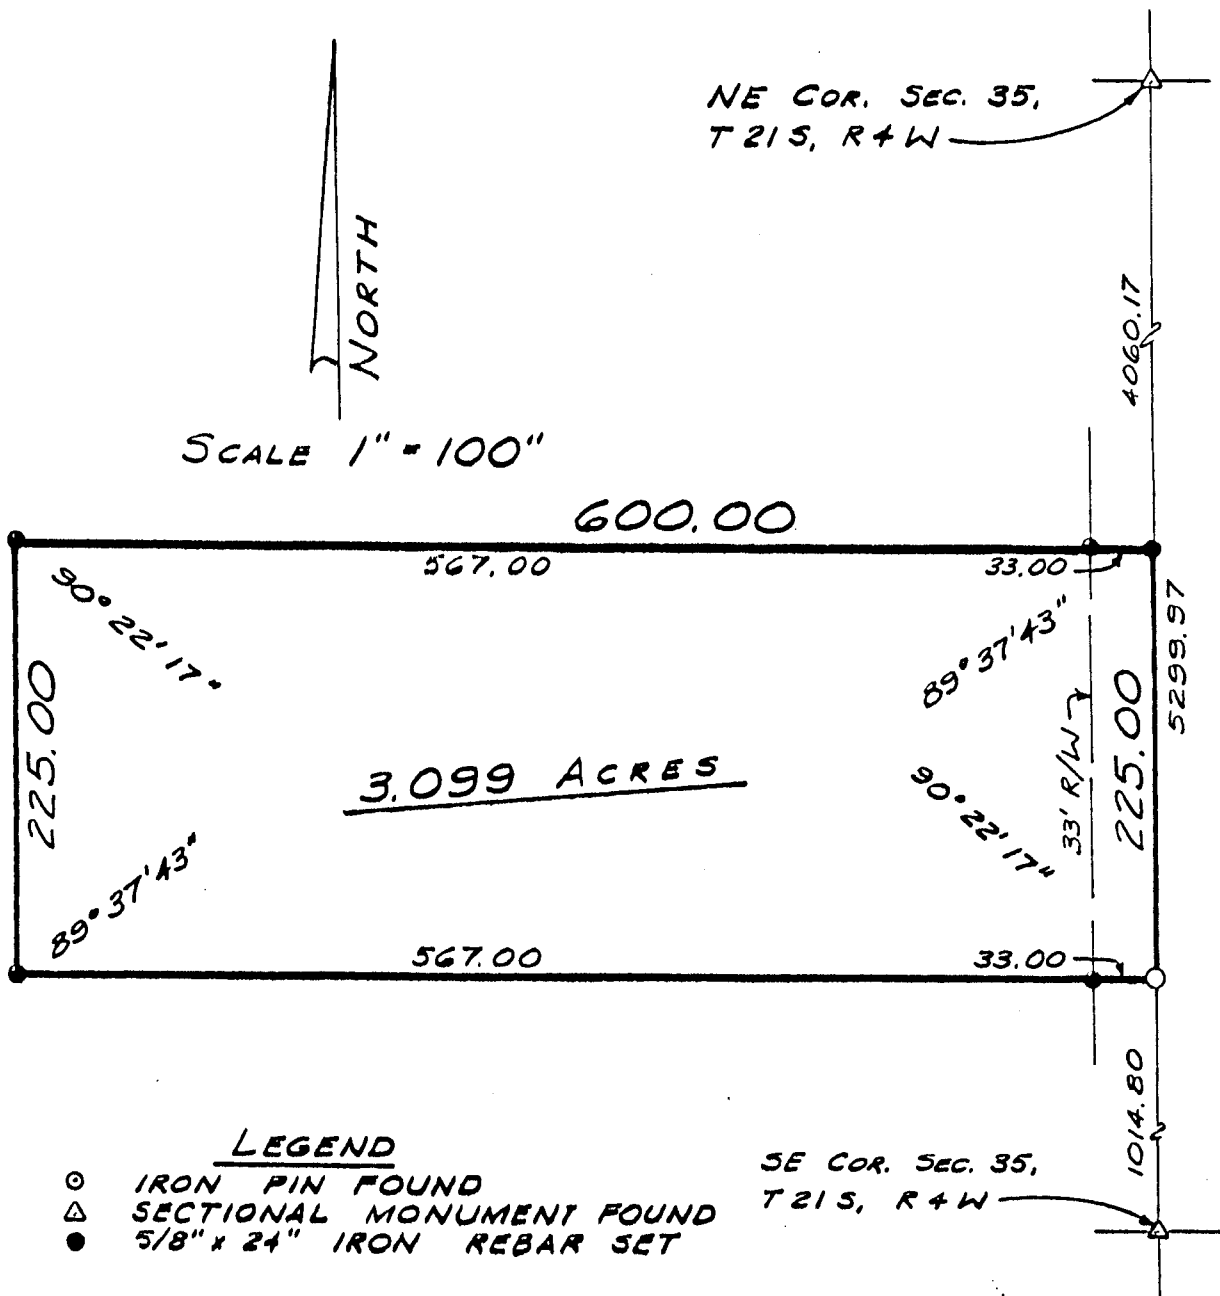 NE COR. SEC. 35,
T 21 S, R 4 W
NORTH
4060.17
SCALE 1" = 100"
600.00
567.00
33.00
90° 22' 17"
89° 37' 43"
5299.97
225.00
33' R/W
225.00
3.099 ACRES
90° 22' 17"
89° 37' 43"
567.00
33.00
1014.80
LEGEND
IRON PIN FOUND
SECTIONAL MONUMENT FOUND
5/8" x 24" IRON REBAR SET
SE COR. SEC. 35,
T 21 S, R 4 W